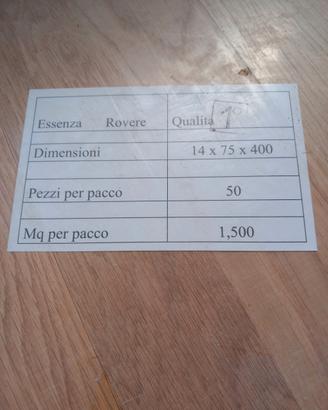 Essenza Rovere Qualità 1°
Dimensioni 14 x 75 x 400
Pezzi per pacco 50
Mq per pacco 1,500